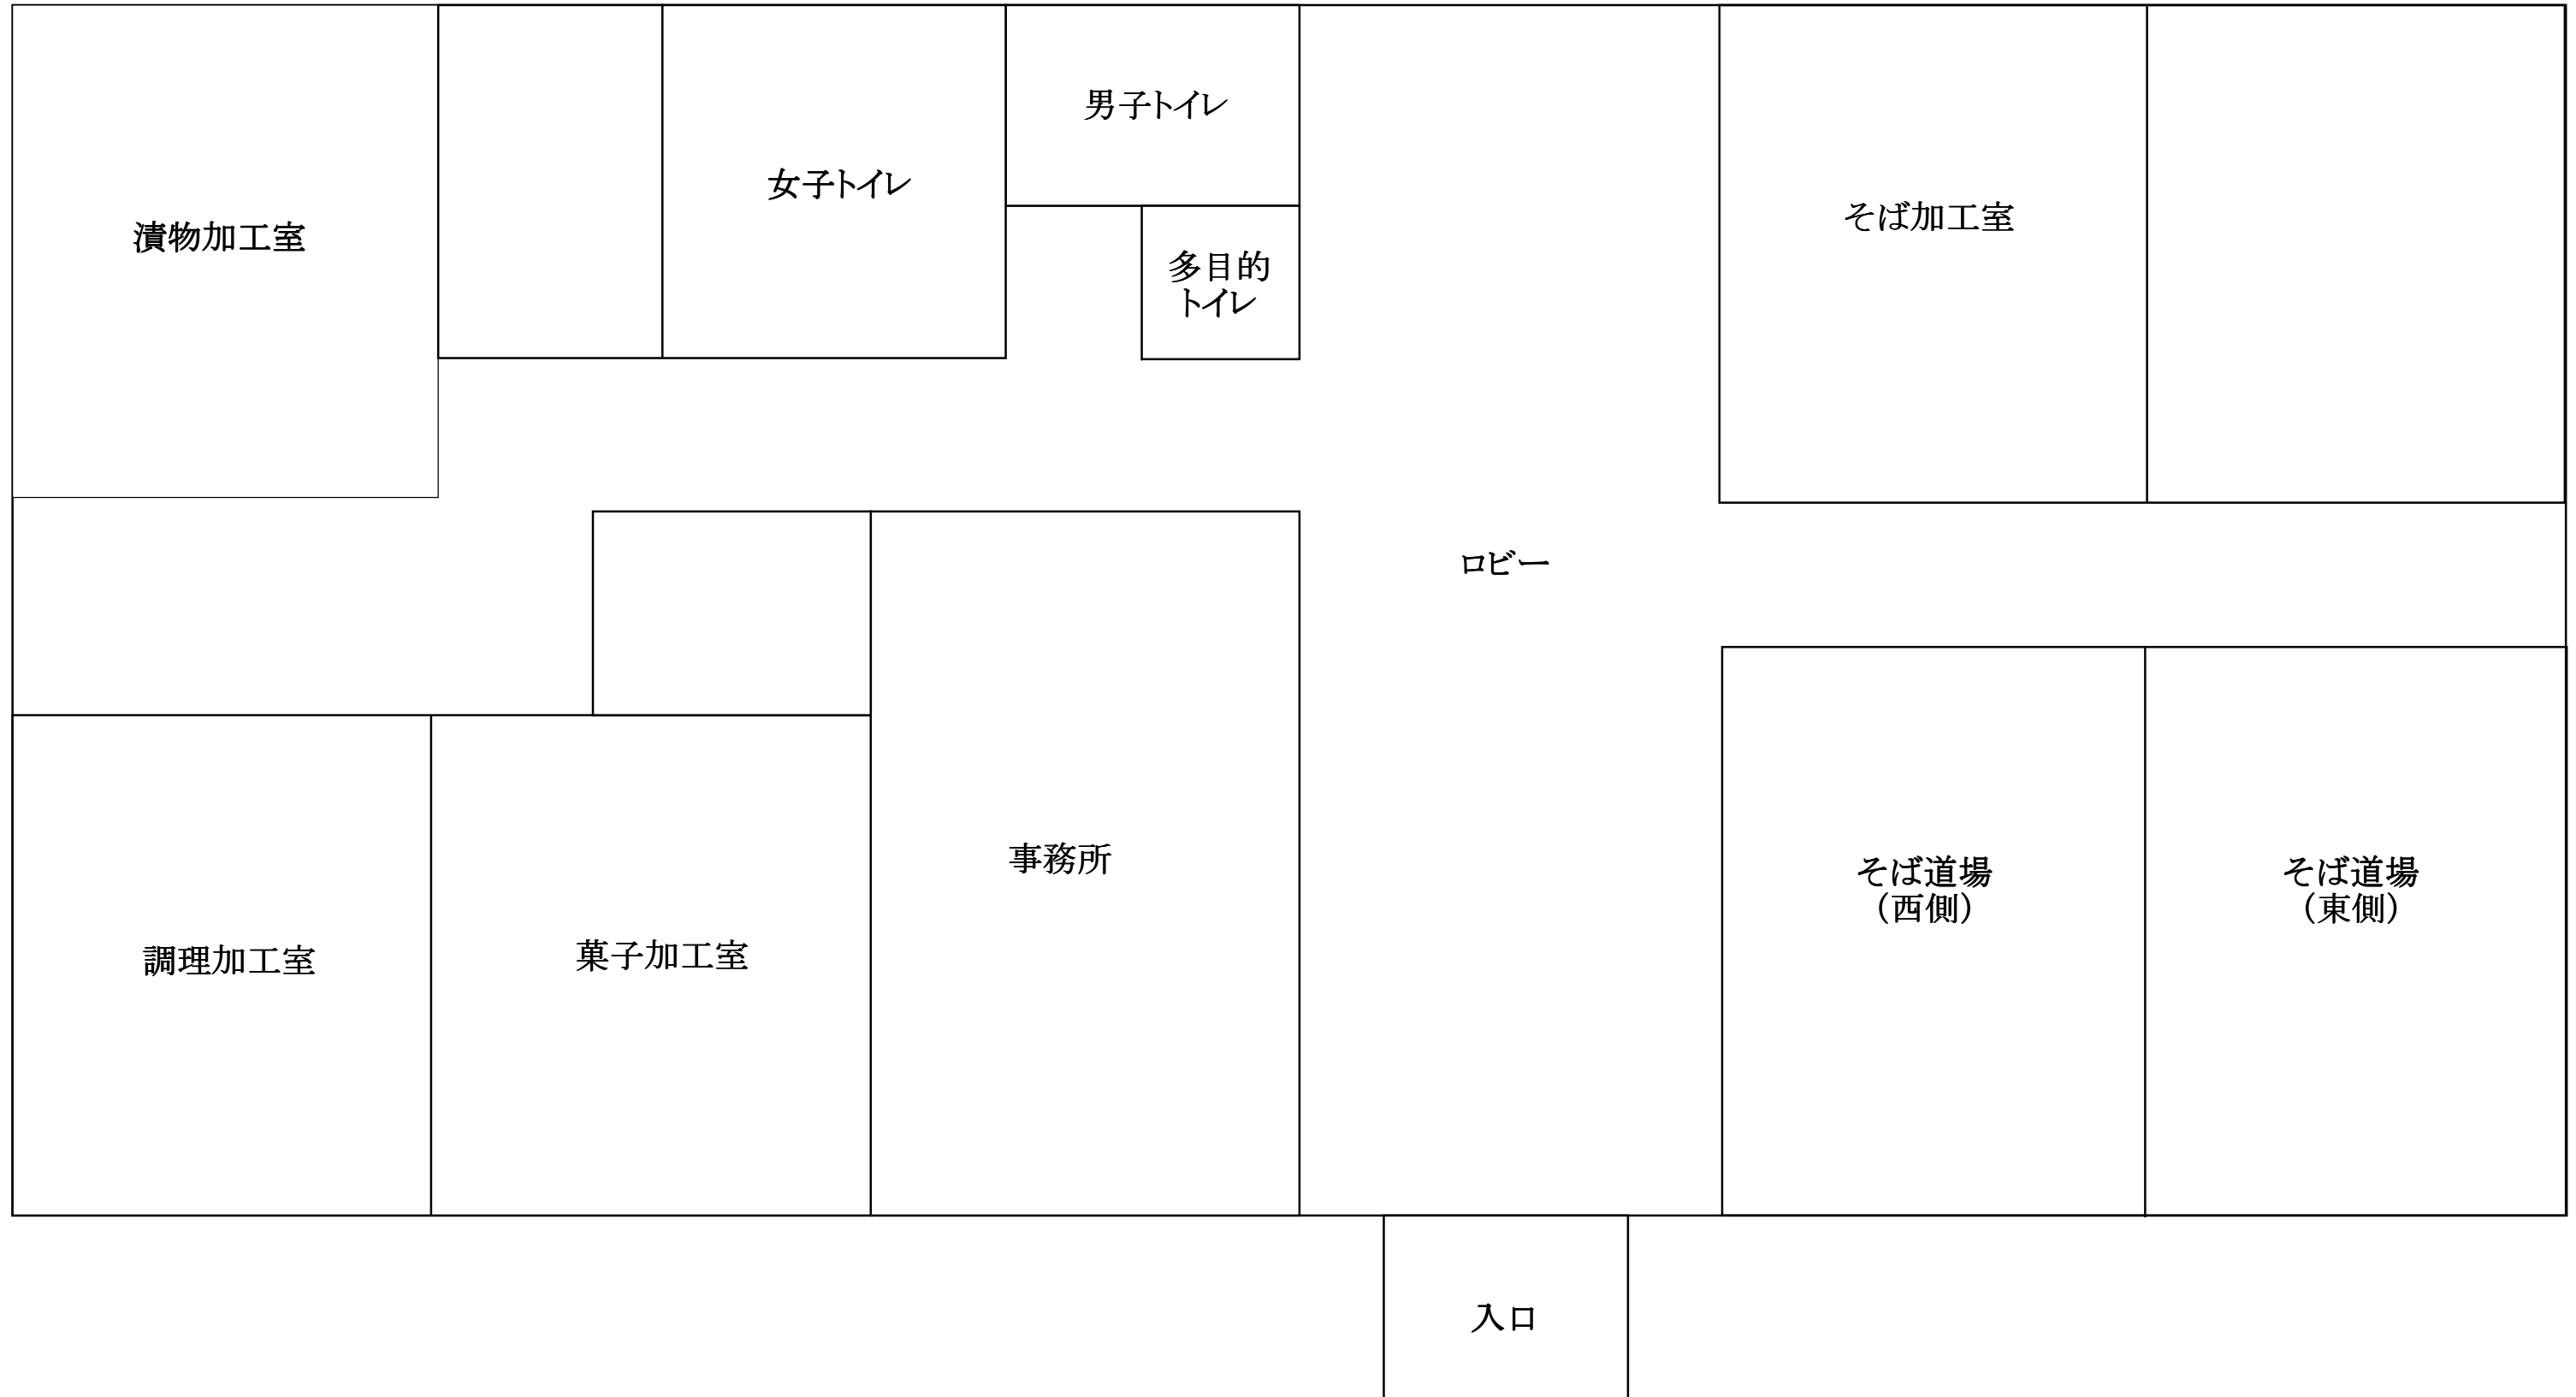 男子トイレ
女子トイレ
漬物加工室
そば加工室
多目的
トイレ
ロビー
事務所
そば道場
（西側）
そば道場
（東側）
調理加工室
菓子加工室
入口